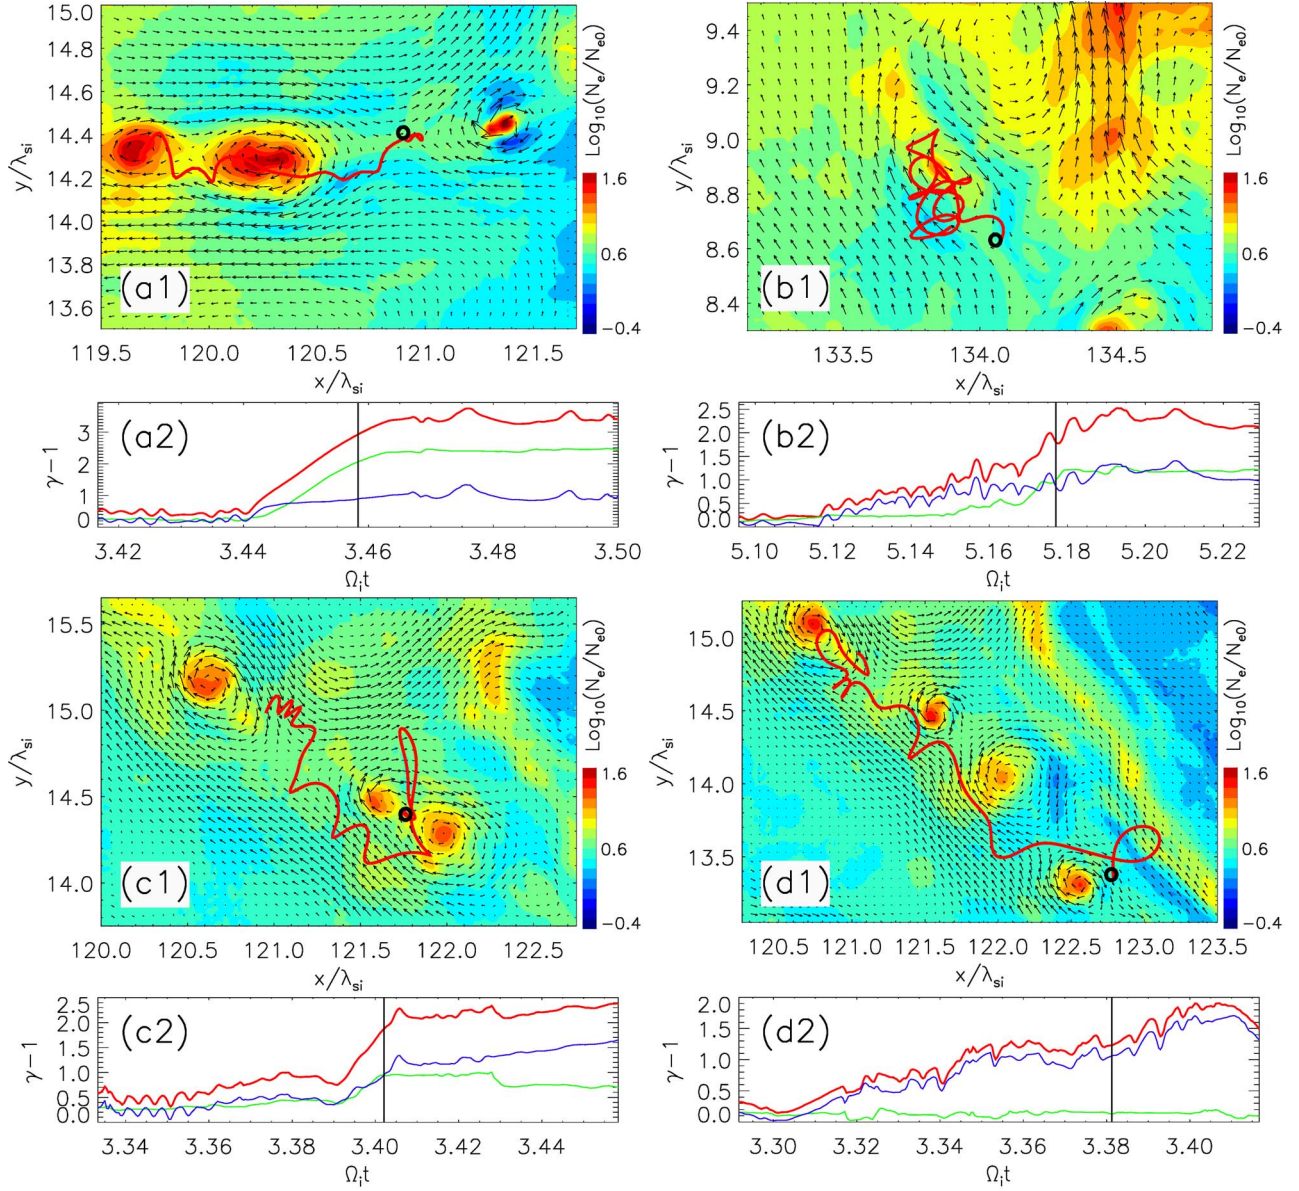 15.0
14.8
14.6
14.4
14.2
14.0
13.8
13.6
y/λsi
(a1)
119.5 120.0 120.5 121.0 121.5
x/λsi
Log10(Ne/Ne0)
1.6
0.6
−0.4
9.4
9.2
9.0
8.8
8.6
8.4
y/λsi
(b1)
133.5 134.0 134.5
x/λsi
Log10(Ne/Ne0)
1.6
0.6
−0.4
(a2)
γ−1
3
2
1
0
3.42 3.44 3.46 3.48 3.50
Ωit
(b2)
γ−1
2.5
2.0
1.5
1.0
0.5
0.0
5.10 5.12 5.14 5.16 5.18 5.20 5.22
Ωit
15.5
15.0
14.5
14.0
y/λsi
(c1)
120.0 120.5 121.0 121.5 122.0 122.5
x/λsi
Log10(Ne/Ne0)
1.6
0.6
−0.4
15.0
14.5
14.0
13.5
y/λsi
(d1)
120.5 121.0 121.5 122.0 122.5 123.0 123.5
x/λsi
Log10(Ne/Ne0)
1.6
0.6
−0.4
(c2)
γ−1
2.5
2.0
1.5
1.0
0.5
0.0
3.34 3.36 3.38 3.40 3.42 3.44
Ωit
(d2)
γ−1
2.0
1.5
1.0
0.5
0.0
3.30 3.32 3.34 3.36 3.38 3.40
Ωit